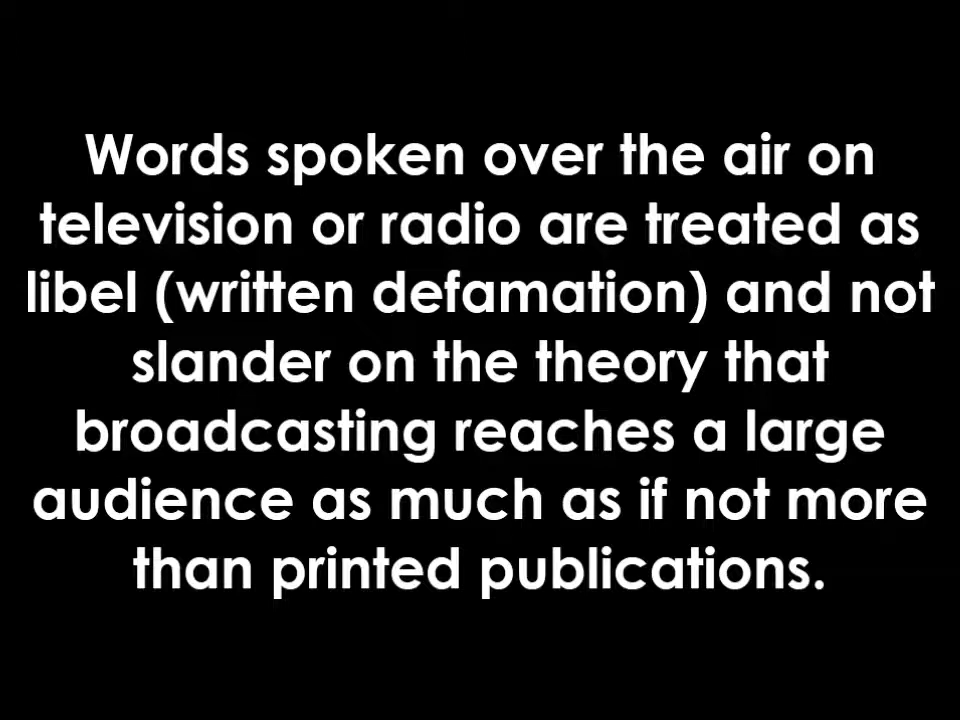 Words spoken over the air on
television or radio are treated as
libel (written defamation) and not
slander on the theory that
broadcasting reaches a large
audience as much as if not more
than printed publications.